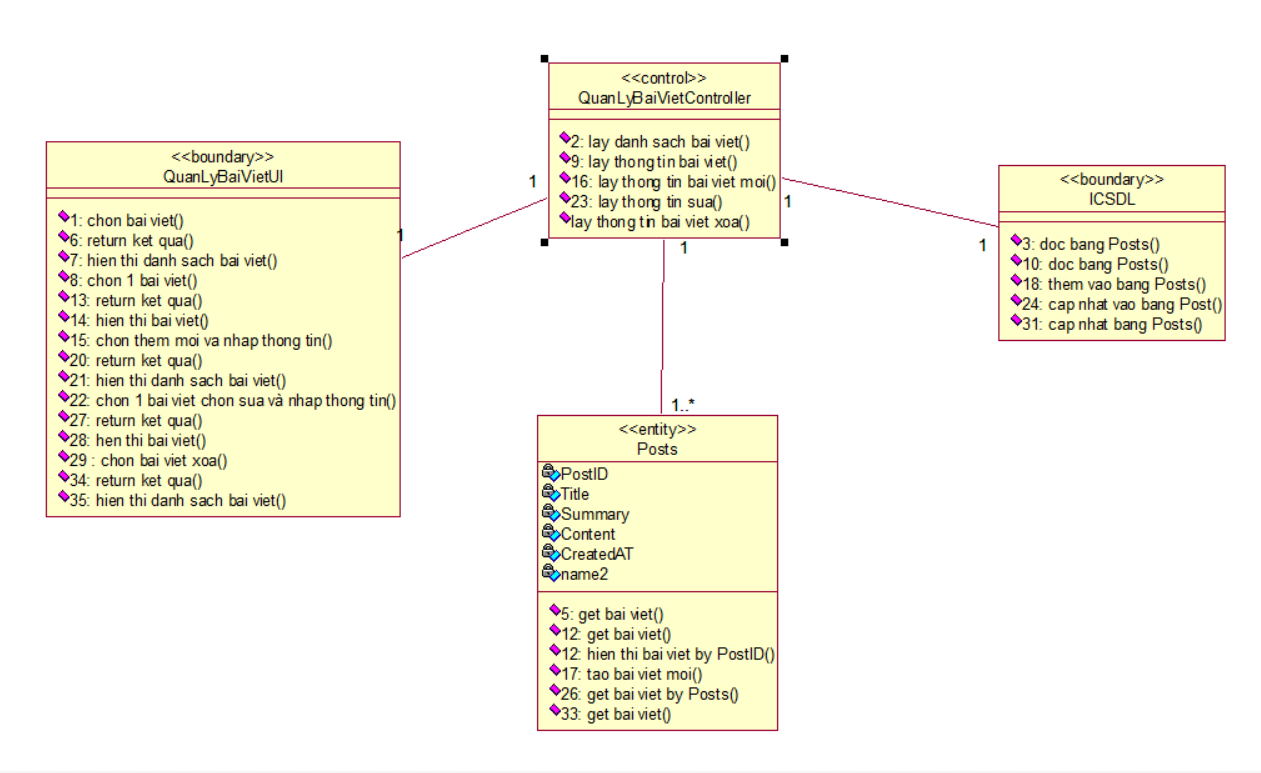 <<control>>
QuanLyBaiVietController
2: lay danh sach bai viet()
9: lay thong tin bai viet()
16: lay thong tin bai viet moi()
23: lay thong tin sua()
lay thong tin bai viet xoa()
<<boundary>>
QuanLyBaiVietUI
1: chon bai viet()
6: return ket qua()
7: hien thi danh sach bai viet()
8: chon 1 bai viet()
13: return ket qua()
14: hien thi bai viet()
15: chon them moi va nhap thong tin()
20: return ket qua()
21: hien thi danh sach bai viet()
22: chon 1 bai viet chon sua và nhap thong tin()
27: return ket qua()
28: hen thi bai viet()
29 : chon bai viet xoa()
34: return ket qua()
35: hien thi danh sach bai viet()
1
1
<<boundary>>
ICSDL
3: doc bang Posts()
10: doc bang Posts()
18: them vao bang Posts()
24: cap nhat vao bang Post()
31: cap nhat bang Posts()
1
1
1
1..*
<<entity>>
Posts
PostID
Title
Summary
Content
CreatedAT
name2
5: get bai viet()
12: get bai viet()
12: hien thi bai viet by PostID()
17: tao bai viet moi()
26: get bai viet by Posts()
33: get bai viet()